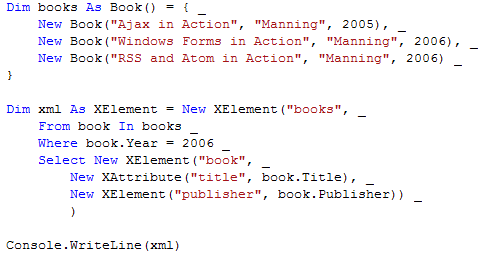 Dim books As Book() = { _
    New Book("Ajax in Action", "Manning", 2005), _
    New Book("Windows Forms in Action", "Manning", 2006), _
    New Book("RSS and Atom in Action", "Manning", 2006) _
}
Dim xml As XElement = New XElement("books", _
    From book In books _
    Where book.Year = 2006 _
    Select New XElement("book", _
        New XAttribute("title", book.Title), _
        New XElement("publisher", book.Publisher)) _
        )
Console.WriteLine(xml)